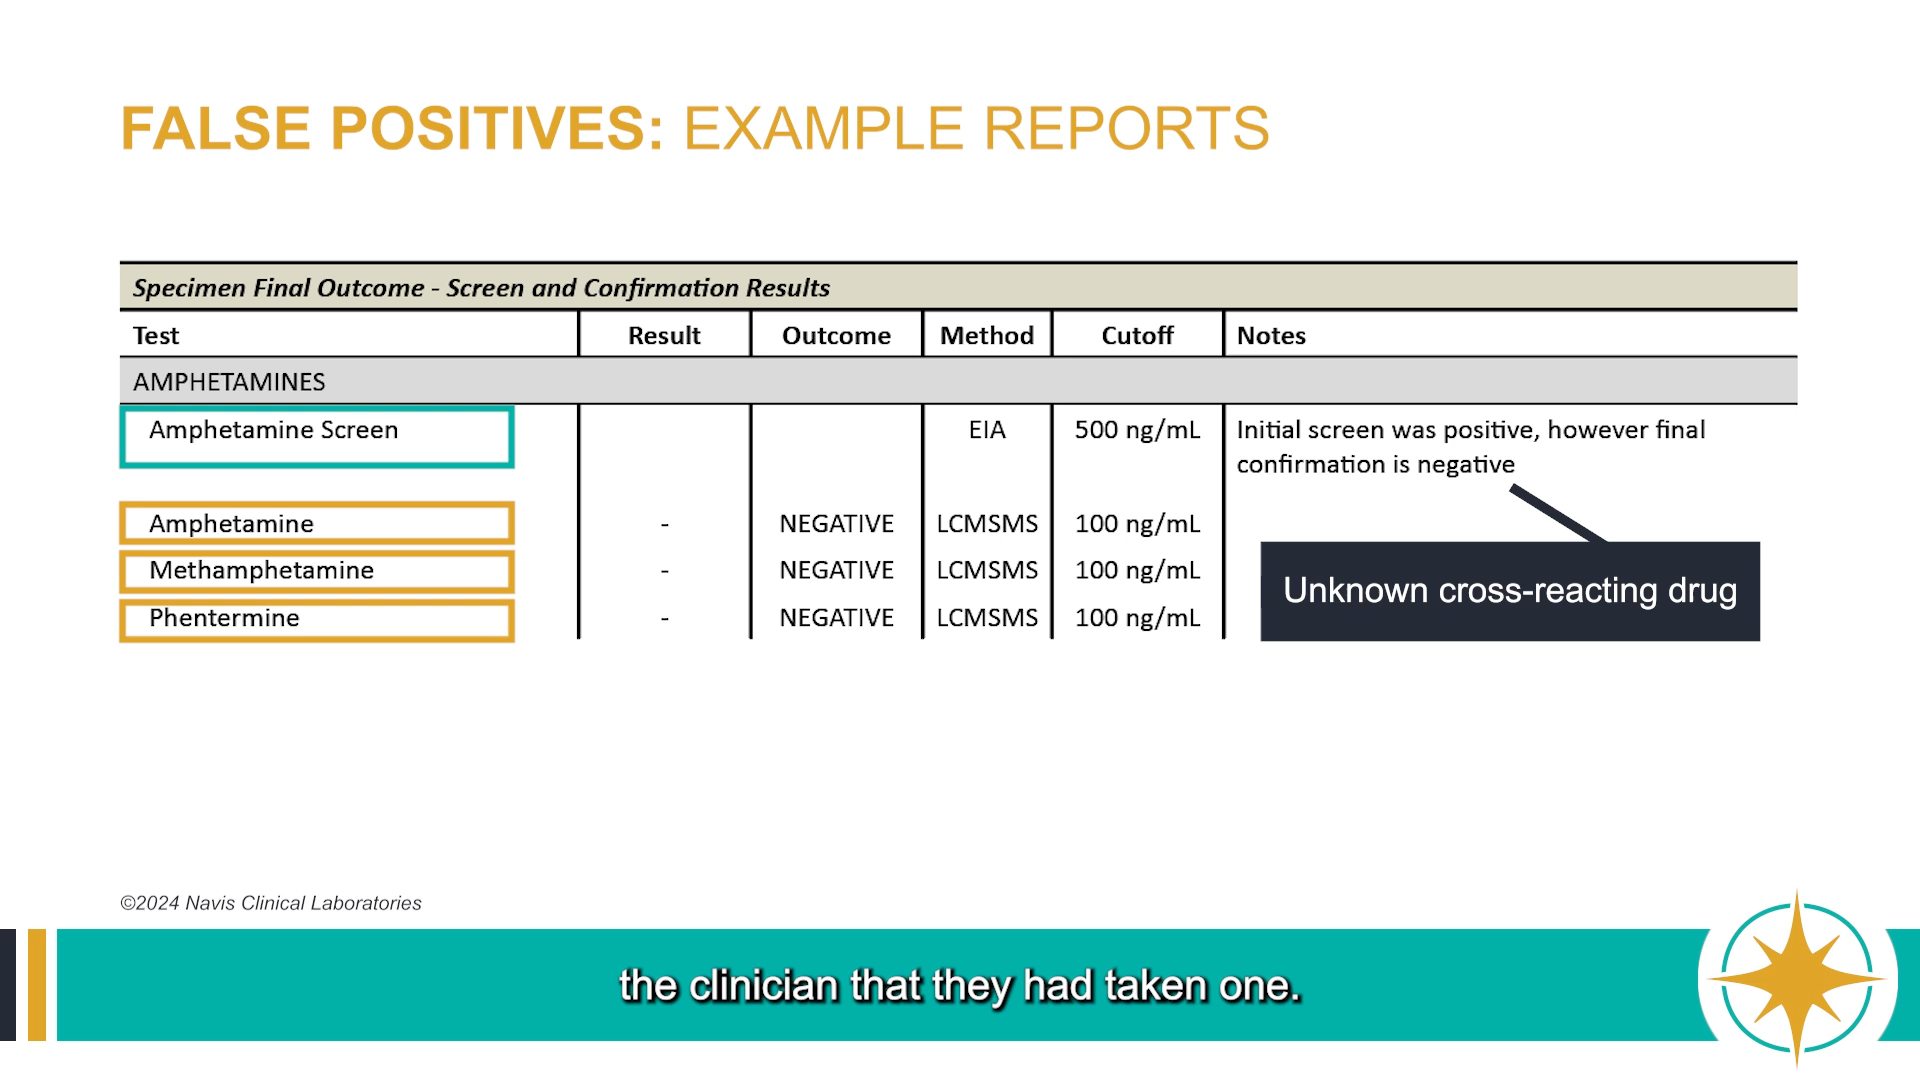 FALSE POSITIVES: EXAMPLE REPORTS
Specimen Final Outcome - Screen and Confirmation Results
Test Result Outcome Method Cutoff Notes
AMPHETAMINES
Amphetamine Screen EIA 500 ng/mL Initial screen was positive, however final
confirmation is negative
Amphetamine - NEGATIVE LCMSMS 100 ng/mL
Methamphetamine - NEGATIVE LCMSMS 100 ng/mL
Phentermine - NEGATIVE LCMSMS 100 ng/mL
Unknown cross-reacting drug
©2024 Navis Clinical Laboratories
the clinician that they had taken one.